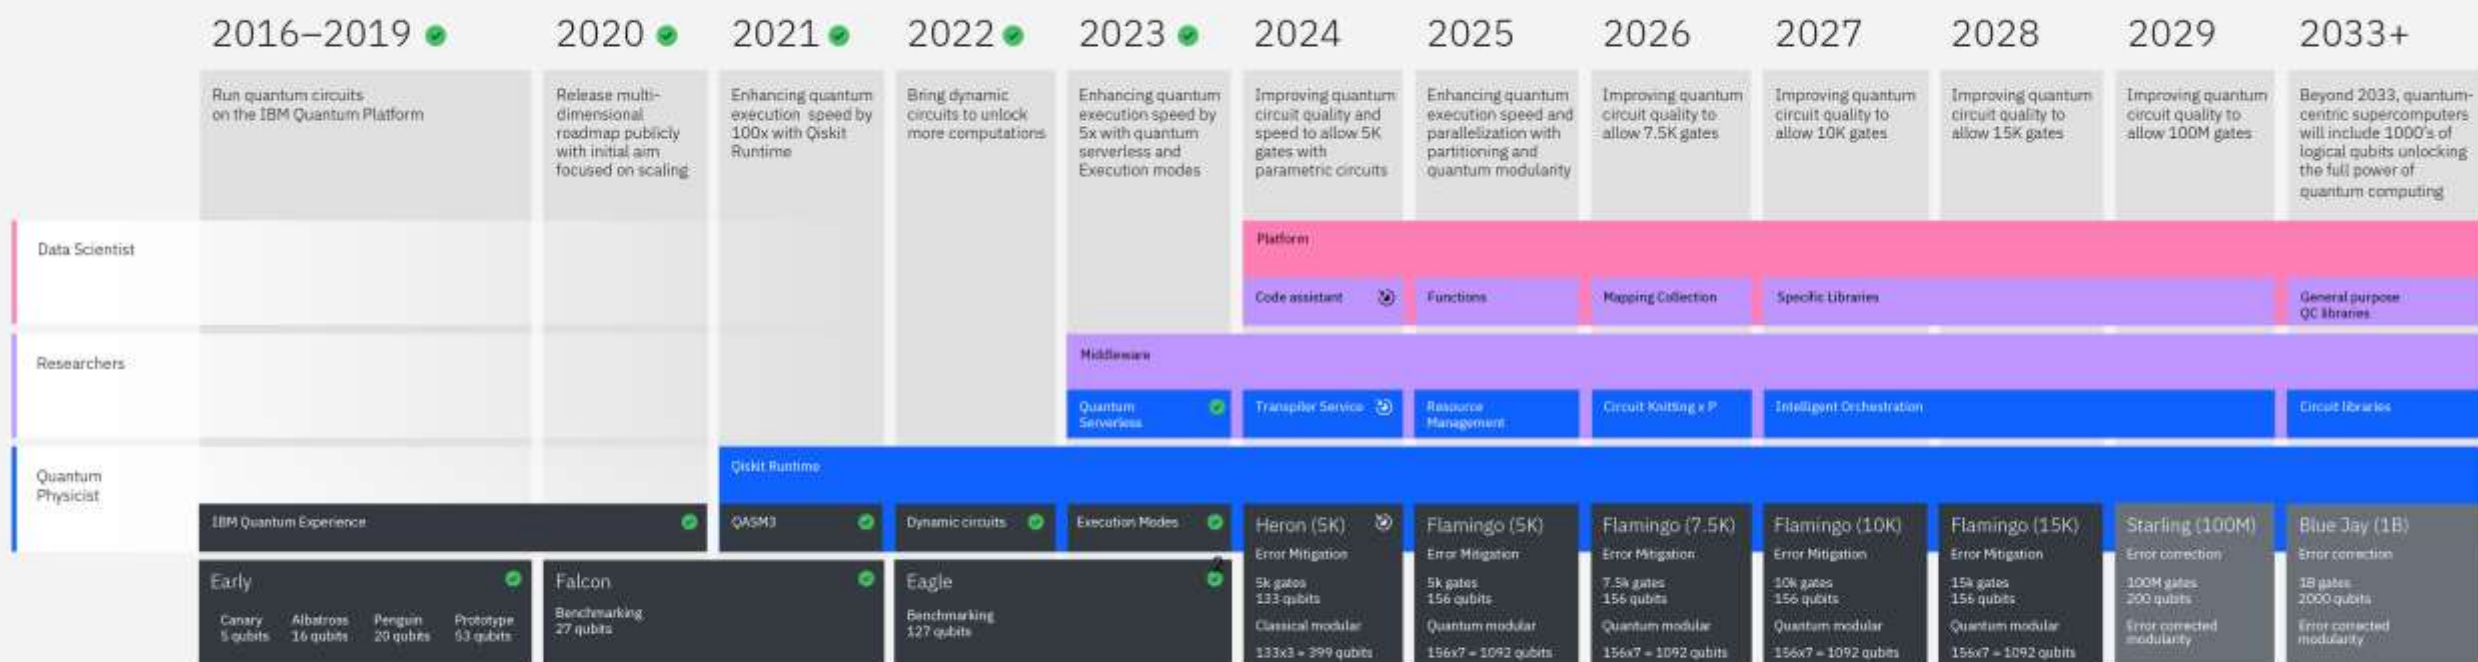 2016–2019
2020
2021
2022
2023
2024
2025
2026
2027
2028
2029
2033+
Run quantum circuits
on the IBM Quantum Platform
Release multi-
dimensional
roadmap publicly
with initial aim
focused on scaling
Enhancing quantum
execution speed by
100x with Qiskit
Runtime
Bring dynamic
circuits to unlock
more computations
Enhancing quantum
execution speed by
5x with quantum
serverless and
Execution modes
Improving quantum
circuit quality and
speed to allow 5K
gates with
parametric circuits
Enhancing quantum
execution speed and
parallelization with
partitioning and
quantum modularity
Improving quantum
circuit quality to
allow 7.5K gates
Improving quantum
circuit quality to
allow 10K gates
Improving quantum
circuit quality to
allow 15K gates
Improving quantum
circuit quality to
allow 100M gates
Beyond 2033, quantum-
centric supercomputers
will include 1000's of
logical qubits unlocking
the full power of
quantum computing
Data Scientist
Platform
Code assistant
Functions
Mapping Collection
Specific Libraries
General purpose
QC libraries
Researchers
Middleware
Quantum
Serverless
Transpiler Service
Resource
Management
Circuit Knitting x P
Intelligent Orchestration
Circuit libraries
Quantum
Physicist
Qiskit Runtime
IBM Quantum Experience
QASM3
Dynamic circuits
Execution Modes
Heron (5K)
Error Mitigation
5k gates
133 qubits
Classical modular
133x3 = 399 qubits
Flamingo (5K)
Error Mitigation
5k gates
156 qubits
Quantum modular
156x7 = 1092 qubits
Flamingo (7.5K)
Error Mitigation
7.5k gates
156 qubits
Quantum modular
156x7 = 1092 qubits
Flamingo (10K)
Error Mitigation
10k gates
156 qubits
Quantum modular
156x7 = 1092 qubits
Flamingo (15K)
Error Mitigation
15k gates
156 qubits
Quantum modular
156x7 = 1092 qubits
Starling (100M)
Error correction
100M gates
200 qubits
Error corrected
modularity
Blue Jay (1B)
Error correction
1B gates
2000 qubits
Error corrected
modularity
Early
Canary
5 qubits
Albatross
16 qubits
Penguin
20 qubits
Prototype
53 qubits
Falcon
Benchmarking
27 qubits
Eagle
Benchmarking
127 qubits
2